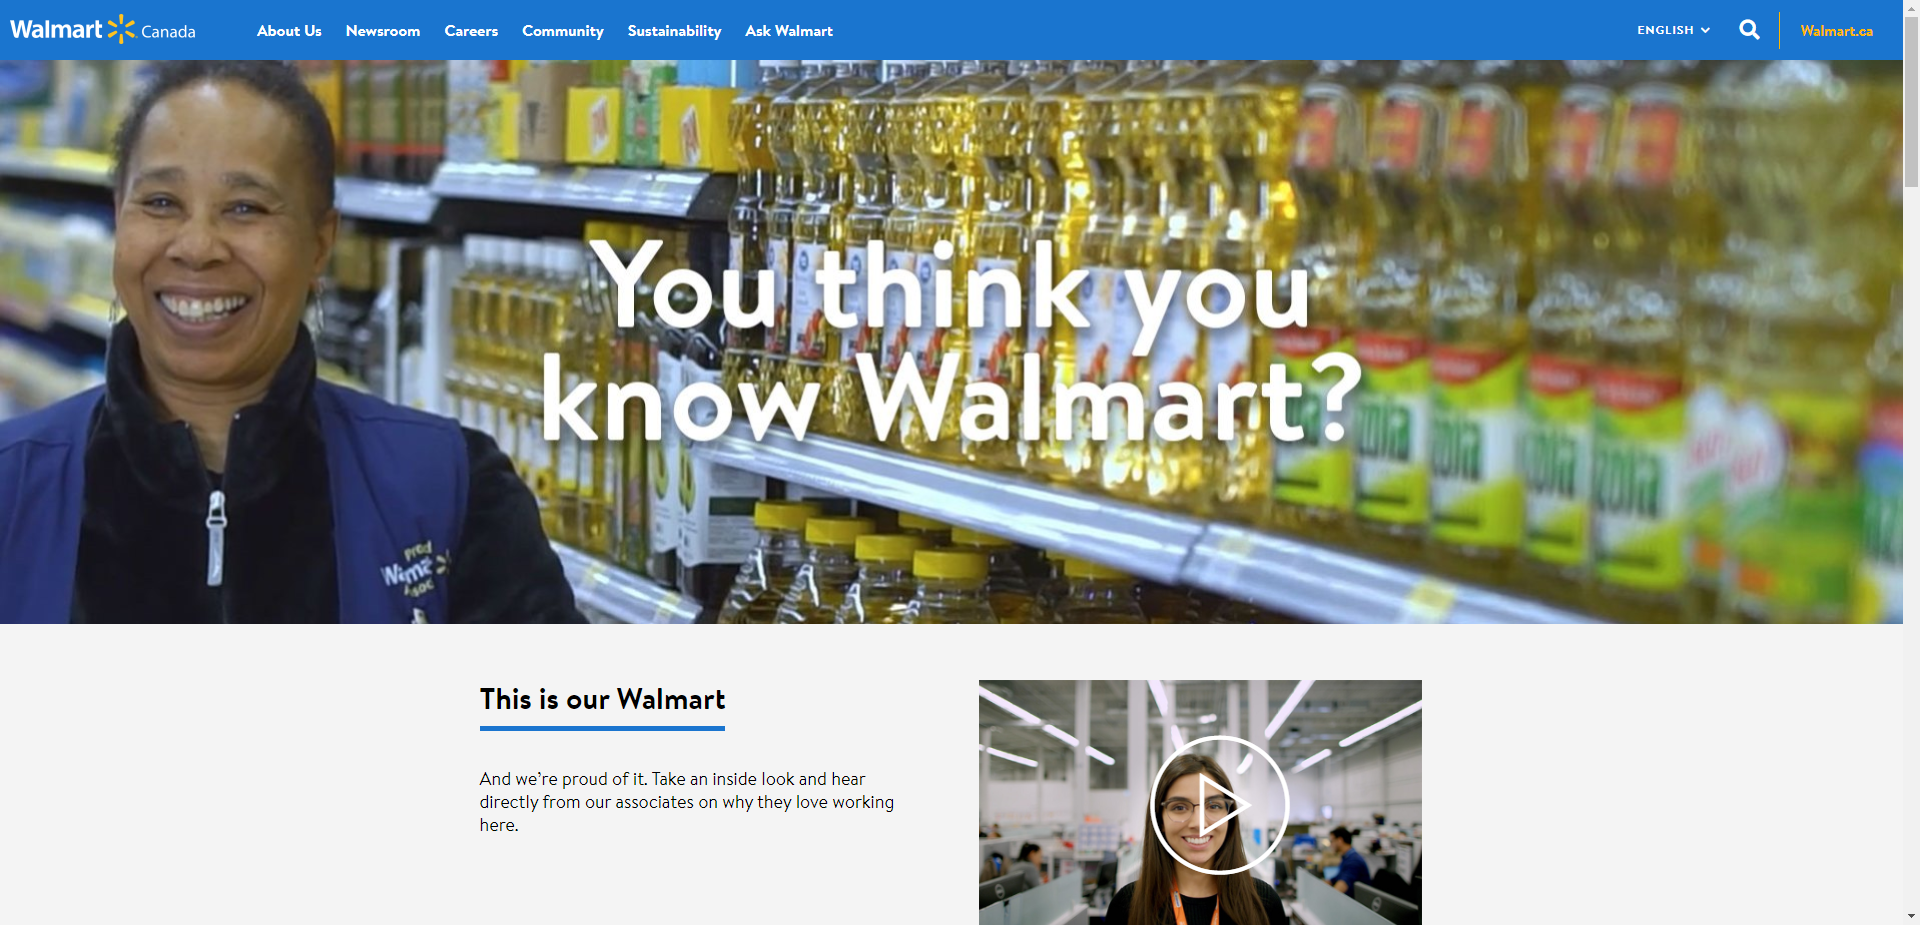 Walmart Canada
About Us Newsroom Careers Community Sustainability Ask Walmart
ENGLISH
Walmart.ca
You think you
know Walmart?
Walmart
This is our Walmart
And we’re proud of it. Take an inside look and hear
directly from our associates on why they love working
here.